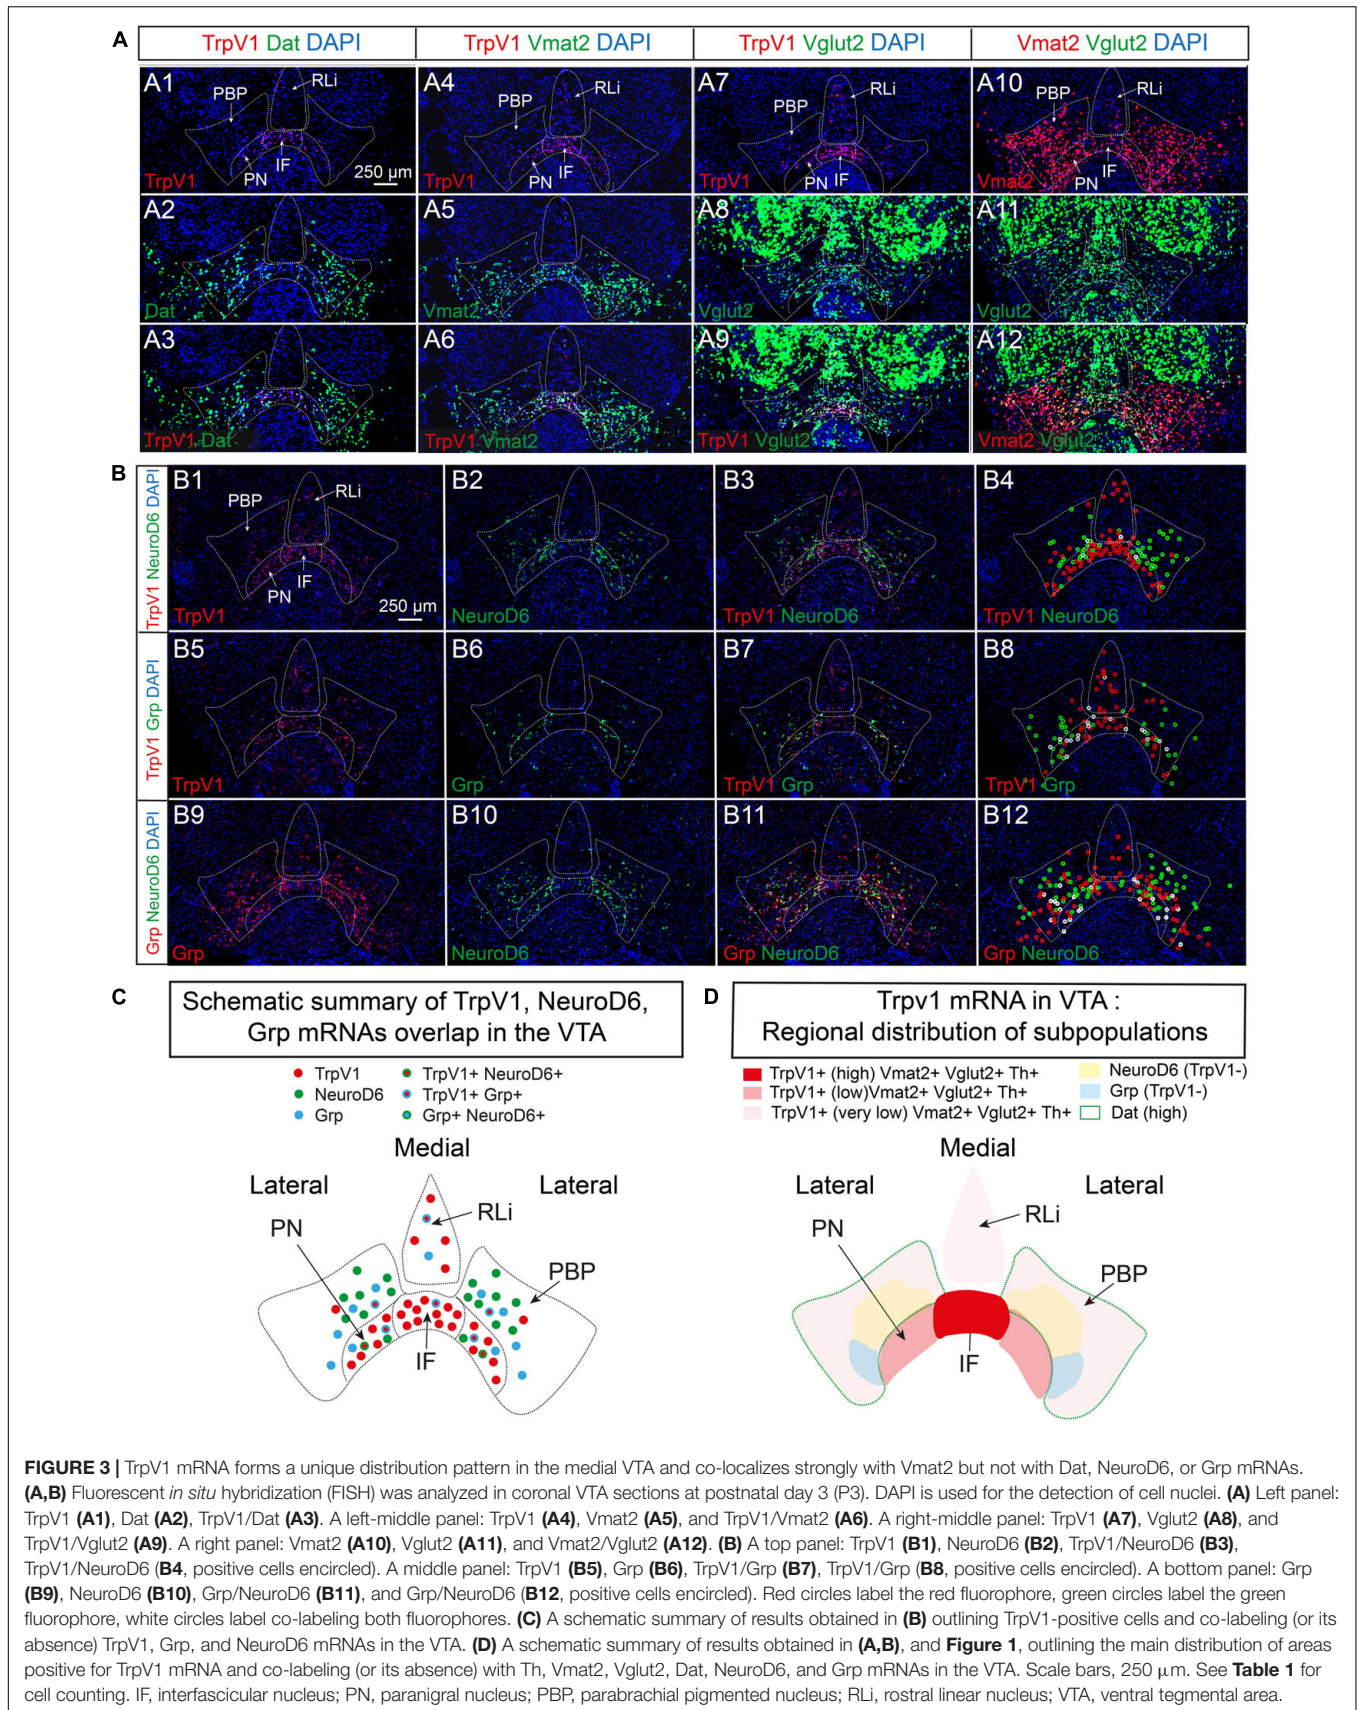 A
TrpV1 Dat DAPI
TrpV1 Vmat2 DAPI
TrpV1 Vglut2 DAPI
Vmat2 Vglut2 DAPI
A1
PBP
RLi
PN
IF
250 µm
TrpV1
A4
PBP
RLi
PN
IF
TrpV1
A7
PBP
RLi
PN
IF
TrpV1
A10
PBP
RLi
PN
IF
Vmat2
A2
Dat
A5
Vmat2
A8
Vglut2
A11
Vglut2
A3
TrpV1 Dat
A6
TrpV1 Vmat2
A9
TrpV1 Vglut2
A12
Vmat2 Vglut2
B
TrpV1 NeuroD6 DAPI
B1
PBP
RLi
PN
IF
250 µm
TrpV1
B2
NeuroD6
B3
TrpV1 NeuroD6
B4
TrpV1 NeuroD6
TrpV1 Grp DAPI
B5
TrpV1
B6
Grp
B7
TrpV1 Grp
B8
TrpV1 Grp
Grp NeuroD6 DAPI
B9
Grp
B10
NeuroD6
B11
Grp NeuroD6
B12
Grp NeuroD6
C
Schematic summary of TrpV1, NeuroD6,
Grp mRNAs overlap in the VTA
TrpV1
NeuroD6
Grp
TrpV1+ NeuroD6+
TrpV1+ Grp+
Grp+ NeuroD6+
Medial
Lateral
Lateral
PN
RLi
PBP
IF
D
Trpv1 mRNA in VTA :
Regional distribution of subpopulations
TrpV1+ (high) Vmat2+ Vglut2+ Th+
TrpV1+ (low)Vmat2+ Vglut2+ Th+
TrpV1+ (very low) Vmat2+ Vglut2+ Th+
NeuroD6 (TrpV1-)
Grp (TrpV1-)
Dat (high)
Medial
Lateral
Lateral
PN
RLi
PBP
IF
FIGURE 3 | TrpV1 mRNA forms a unique distribution pattern in the medial VTA and co-localizes strongly with Vmat2 but not with Dat, NeuroD6, or Grp mRNAs.
(A,B) Fluorescent in situ hybridization (FISH) was analyzed in coronal VTA sections at postnatal day 3 (P3). DAPI is used for the detection of cell nuclei. (A) Left panel:
TrpV1 (A1), Dat (A2), TrpV1/Dat (A3). A left-middle panel: TrpV1 (A4), Vmat2 (A5), and TrpV1/Vmat2 (A6). A right-middle panel: TrpV1 (A7), Vglut2 (A8), and
TrpV1/Vglut2 (A9). A right panel: Vmat2 (A10), Vglut2 (A11), and Vmat2/Vglut2 (A12). (B) A top panel: TrpV1 (B1), NeuroD6 (B2), TrpV1/NeuroD6 (B3),
TrpV1/NeuroD6 (B4, positive cells encircled). A middle panel: TrpV1 (B5), Grp (B6), TrpV1/Grp (B7), TrpV1/Grp (B8, positive cells encircled). A bottom panel: Grp
(B9), NeuroD6 (B10), Grp/NeuroD6 (B11), and Grp/NeuroD6 (B12, positive cells encircled). Red circles label the red fluorophore, green circles label the green
fluorophore, white circles label co-labeling both fluorophores. (C) A schematic summary of results obtained in (B) outlining TrpV1-positive cells and co-labeling (or its
absence) TrpV1, Grp, and NeuroD6 mRNAs in the VTA. (D) A schematic summary of results obtained in (A,B), and Figure 1, outlining the main distribution of areas
positive for TrpV1 mRNA and co-labeling (or its absence) with Th, Vmat2, Vglut2, Dat, NeuroD6, and Grp mRNAs in the VTA. Scale bars, 250 µm. See Table 1 for
cell counting. IF, interfascicular nucleus; PN, paranigral nucleus; PBP, parabrachial pigmented nucleus; RLi, rostral linear nucleus; VTA, ventral tegmental area.